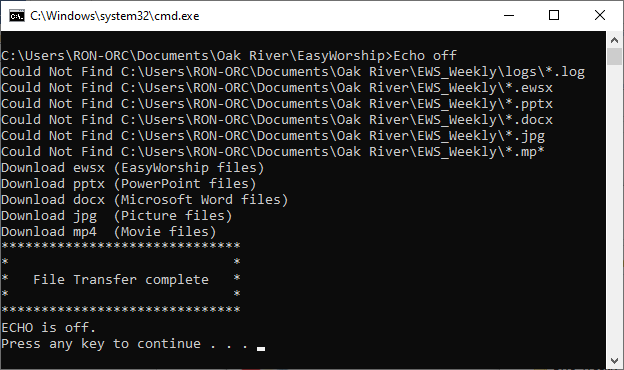 C:\Windows\system32\cmd.exe
C:\Users\RON-ORC\Documents\Oak River\EasyWorship>Echo off
Could Not Find C:\Users\RON-ORC\Documents\Oak River\EWS_Weekly\logs\*.log
Could Not Find C:\Users\RON-ORC\Documents\Oak River\EWS_Weekly\*.ewsx
Could Not Find C:\Users\RON-ORC\Documents\Oak River\EWS_Weekly\*.pptx
Could Not Find C:\Users\RON-ORC\Documents\Oak River\EWS_Weekly\*.docx
Could Not Find C:\Users\RON-ORC\Documents\Oak River\EWS_Weekly\*.jpg
Could Not Find C:\Users\RON-ORC\Documents\Oak River\EWS_Weekly\*.mp*
Download ewsx (EasyWorship files)
Download pptx (PowerPoint files)
Download docx (Microsoft Word files)
Download jpg  (Picture files)
Download mp4  (Movie files)
******************************
*                            *
*   File Transfer complete   *
*                            *
******************************
ECHO is off.
Press any key to continue . . .